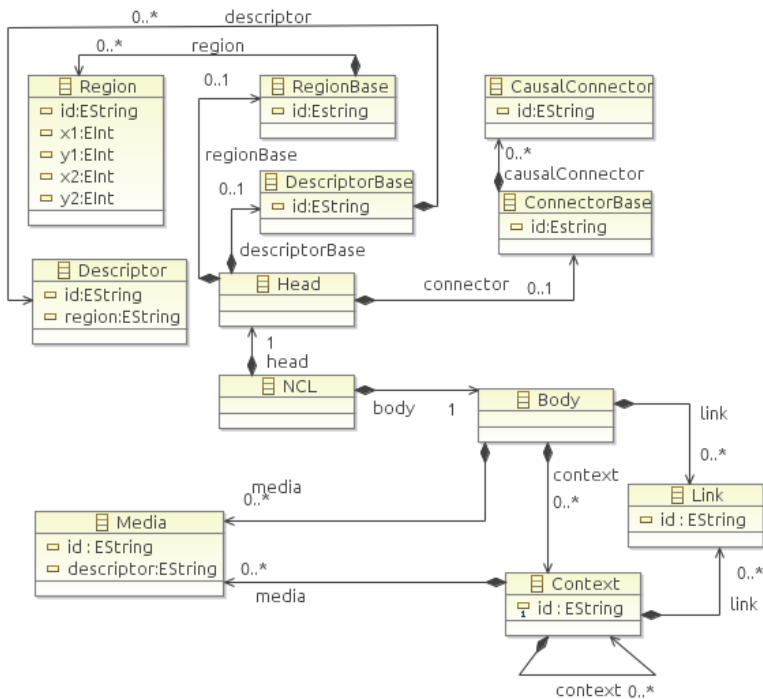 0..* descriptor
0..* region
Region
id:EString
x1:EInt
y1:EInt
x2:EInt
y2:EInt
0..1
RegionBase
id:Estring
CausalConnector
id:EString
regionBase
0..*
causalConnector
0..1
DescriptorBase
id:EString
ConnectorBase
id:Estring
descriptorBase
Descriptor
id:EString
region:EString
Head
connector 0..1
1
head
NCL
body 1
Body
link
0..*
context
0..*
media
0..*
Link
id : EString
Media
id : EString
descriptor:EString
0..*
media
Context
1 id : EString
0..*
link
context 0..*